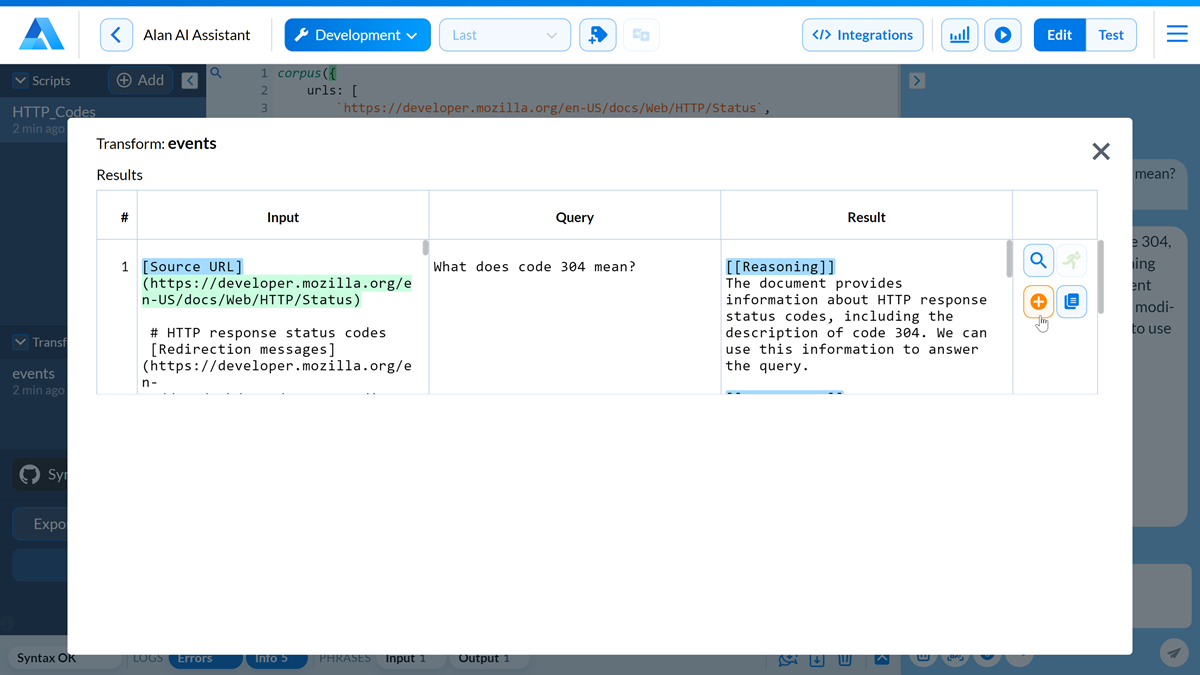 Alan AI Assistant
Development
Last
</> Integrations
Edit
Test
Scripts
Add
HTTP_Codes
2 min ago
1 corpus({
2 urls: [
3 `https://developer.mozilla.org/en-US/docs/Web/HTTP/Status`,
mean?
Transform: events
Results
# Input Query Result
1
[Source URL]
(https://developer.mozilla.org/e
n-US/docs/Web/HTTP/Status)
# HTTP response status codes
[Redirection messages]
(https://developer.mozilla.org/e
n-
What does code 304 mean?
[[Reasoning]]
The document provides
information about HTTP response
status codes, including the
description of code 304. We can
use this information to answer
the query.
304,
modi-
to use
Transf
events
2 min ago
Syn
Expo
Syntax OK
LOGS
Errors
Info 5
PHRASES
Input 1
Output 1